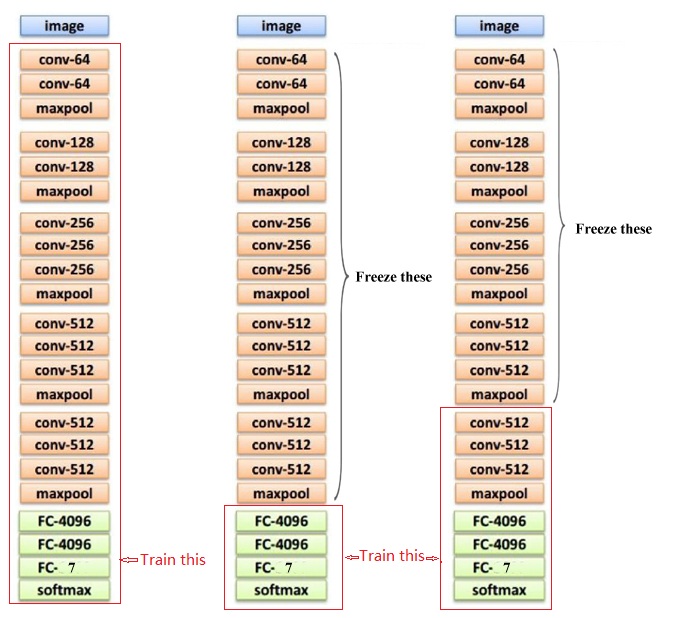 image
conv-64
conv-64
maxpool
conv-128
conv-128
maxpool
conv-256
conv-256
conv-256
maxpool
conv-512
conv-512
conv-512
maxpool
conv-512
conv-512
conv-512
maxpool
FC-4096
FC-4096
FC- 7
softmax
Train this
image
conv-64
conv-64
maxpool
conv-128
conv-128
maxpool
conv-256
conv-256
conv-256
maxpool
conv-512
conv-512
conv-512
maxpool
conv-512
conv-512
conv-512
maxpool
FC-4096
FC-4096
FC- 7
softmax
Freeze these
Train this
image
conv-64
conv-64
maxpool
conv-128
conv-128
maxpool
conv-256
conv-256
conv-256
maxpool
conv-512
conv-512
conv-512
maxpool
conv-512
conv-512
conv-512
maxpool
FC-4096
FC-4096
FC- 7
softmax
Freeze these